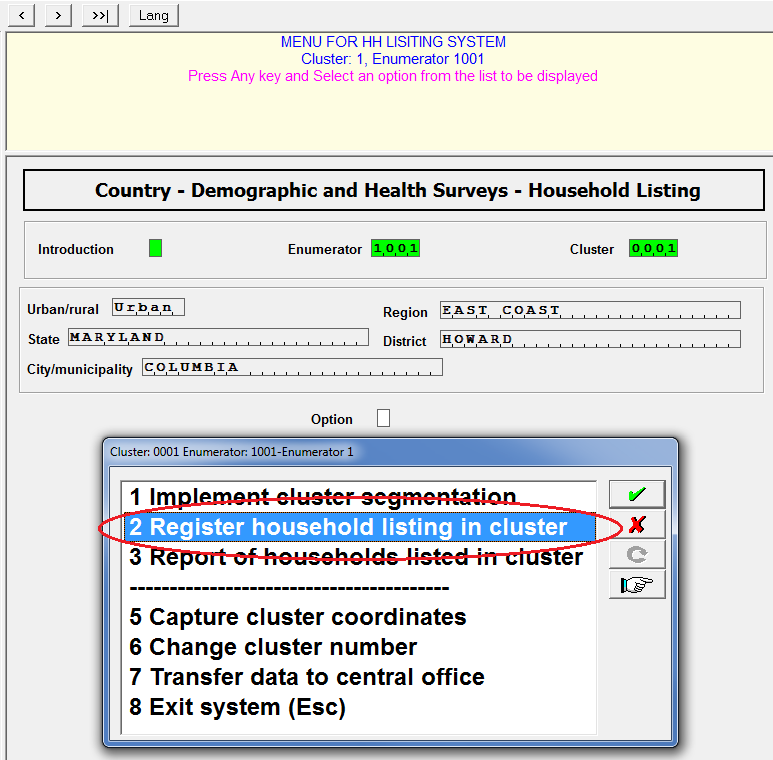 < > >>| Lang
MENU FOR HH LISITING SYSTEM
Cluster: 1, Enumerator 1001
Press Any key and Select an option from the list to be displayed
Country - Demographic and Health Surveys - Household Listing
Introduction Enumerator 1001 Cluster 0001
Urban/rural Urban Region EAST COAST
State MARYLAND District HOWARD
City/municipality COLUMBIA
Option
Cluster: 0001 Enumerator: 1001-Enumerator 1
1 Implement cluster segmentation
2 Register household listing in cluster
3 Report of households listed in cluster
----------------------------------------
5 Capture cluster coordinates
6 Change cluster number
7 Transfer data to central office
8 Exit system (Esc)